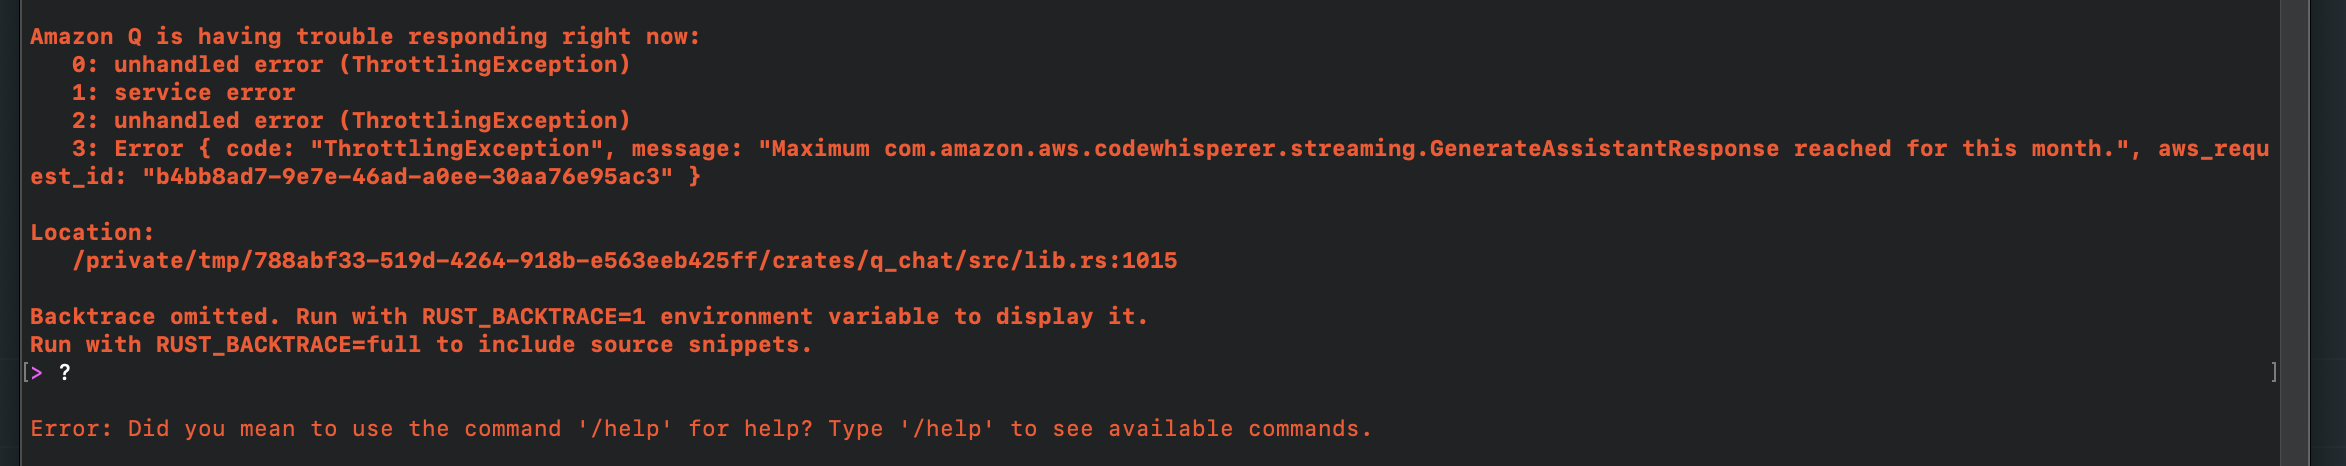 Amazon Q is having trouble responding right now:
   0: unhandled error (ThrottlingException)
   1: service error
   2: unhandled error (ThrottlingException)
   3: Error { code: "ThrottlingException", message: "Maximum com.amazon.aws.codewhisperer.streaming.GenerateAssistantResponse reached for this month.", aws_requ
est_id: "b4bb8ad7-9e7e-46ad-a0ee-30aa76e95ac3" }

Location:
   /private/tmp/788abf33-519d-4264-918b-e563eeb425ff/crates/q_chat/src/lib.rs:1015

Backtrace omitted. Run with RUST_BACKTRACE=1 environment variable to display it.
Run with RUST_BACKTRACE=full to include source snippets.
[> ? ]

Error: Did you mean to use the command '/help' for help? Type '/help' to see available commands.